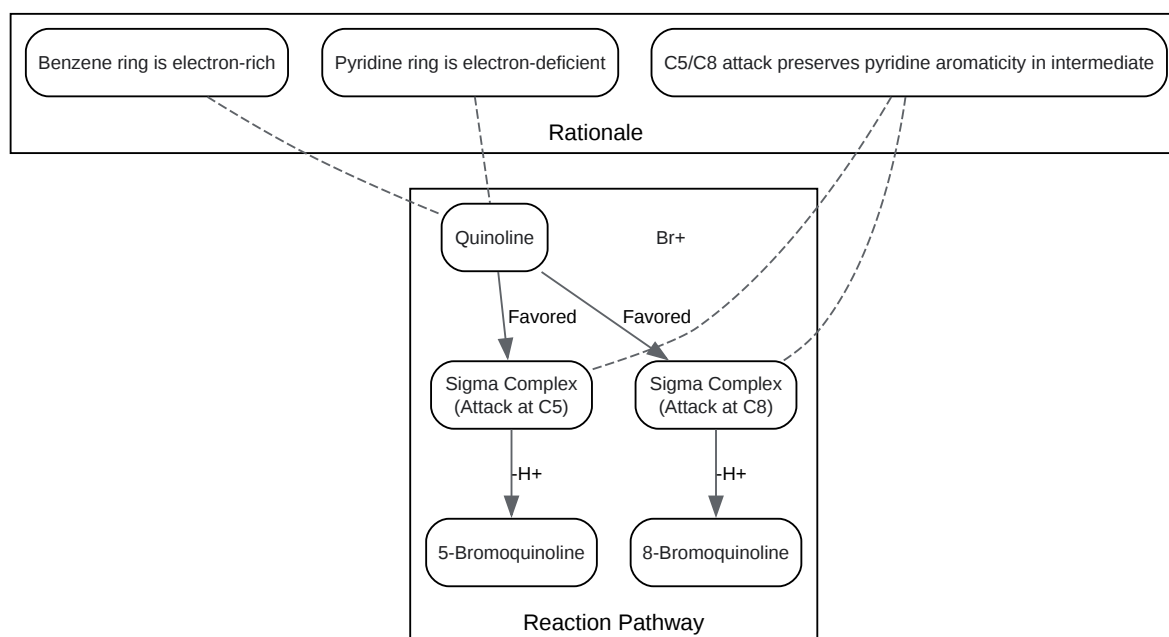 Benzene ring is electron-rich
Pyridine ring is electron-deficient
C5/C8 attack preserves pyridine aromaticity in intermediate
Rationale
Quinoline
Br+
Favored
Favored
Sigma Complex
(Attack at C5)
Sigma Complex
(Attack at C8)
-H+
-H+
5-Bromoquinoline
8-Bromoquinoline
Reaction Pathway